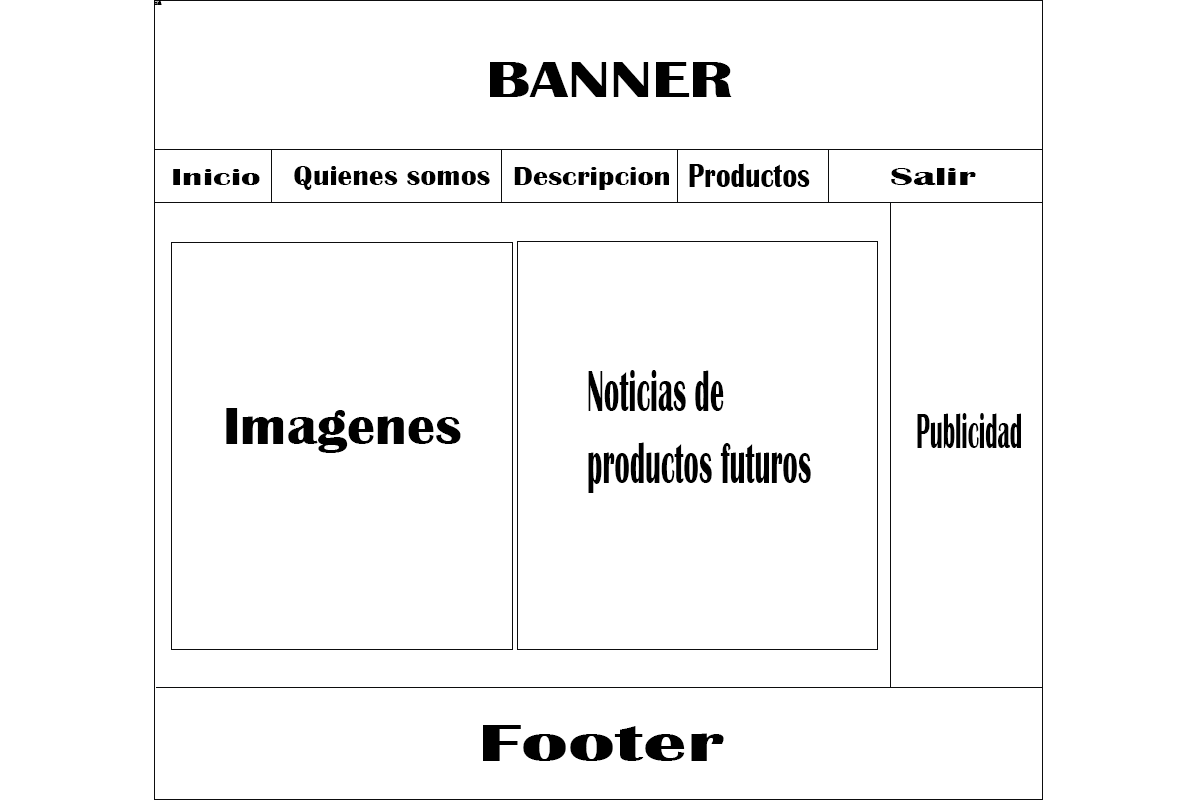 BANNER
Inicio
Quienes somos
Descripcion
Productos
Salir
Imagenes
Noticias de
productos futuros
Publicidad
Footer